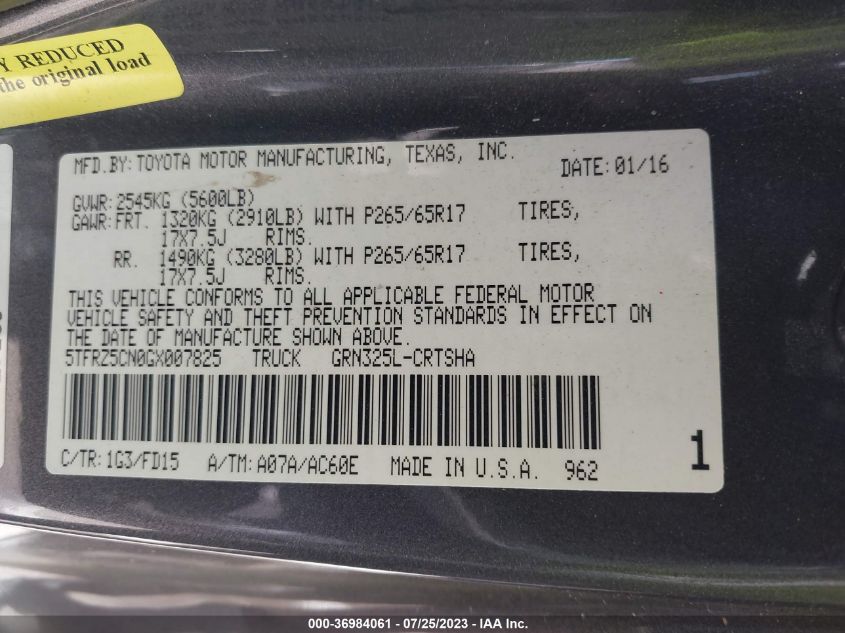 Y REDUCED
the original load
MFD.BY: TOYOTA MOTOR MANUFACTURING, TEXAS, INC. DATE: 01/16
GVWR: 2545KG (5600LB)
GAWR: FRT. 1320KG (2910LB) WITH P265/65R17 TIRES,
17X7.5J RIMS.
RR. 1490KG (3280LB) WITH P265/65R17 TIRES,
17X7.5J RIMS.
THIS VEHICLE CONFORMS TO ALL APPLICABLE FEDERAL MOTOR
VEHICLE SAFETY AND THEFT PREVENTION STANDARDS IN EFFECT ON
THE DATE OF MANUFACTURE SHOWN ABOVE.
5TFRZ5CN0GX007825 TRUCK GRN325L-CRTSHA
C/TR: 1G3/FD15 A/TM: A07A/AC60E MADE IN U.S.A. 962 1
000-36984061 - 07/25/2023 - IAA Inc.